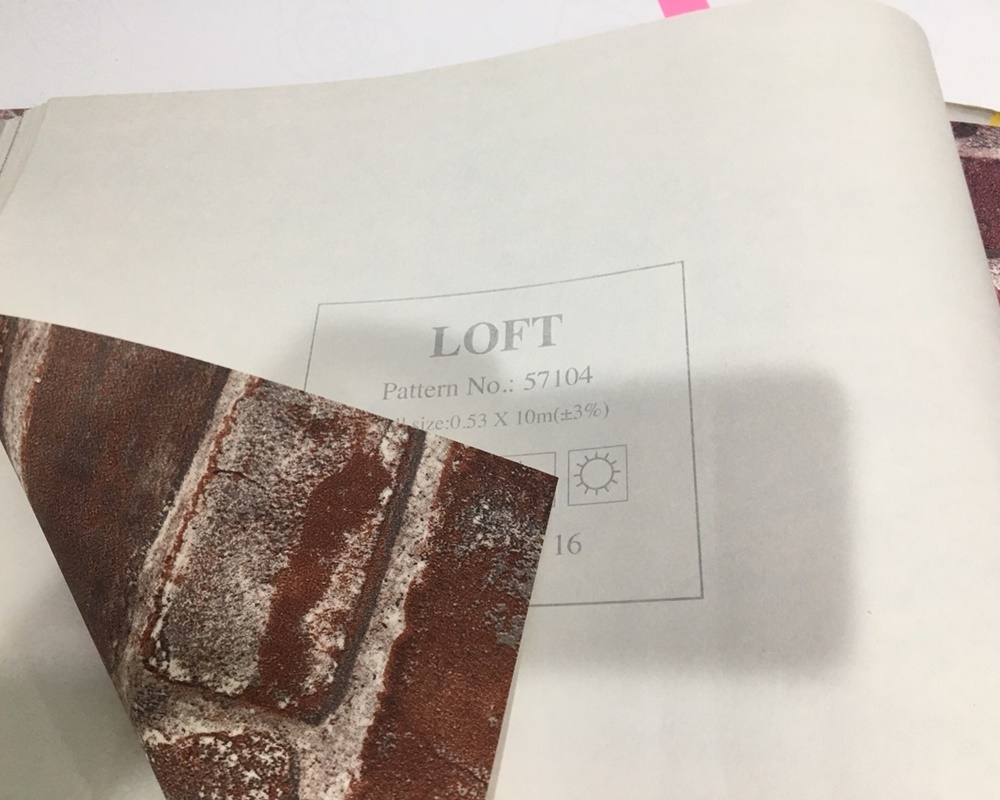 LOFT
Pattern No.: 57104
size:0.53 X 10m(±3%)
16